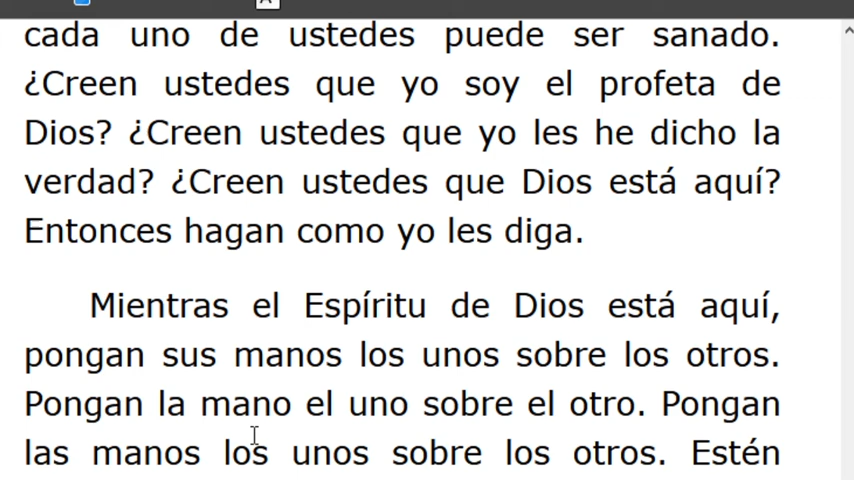 cada uno de ustedes puede ser sanado.
¿Creen ustedes que yo soy el profeta de
Dios? ¿Creen ustedes que yo les he dicho la
verdad? ¿Creen ustedes que Dios está aquí?
Entonces hagan como yo les diga.
Mientras el Espíritu de Dios está aquí,
pongan sus manos los unos sobre los otros.
Pongan la mano el uno sobre el otro. Pongan
las manos los unos sobre los otros. Estén